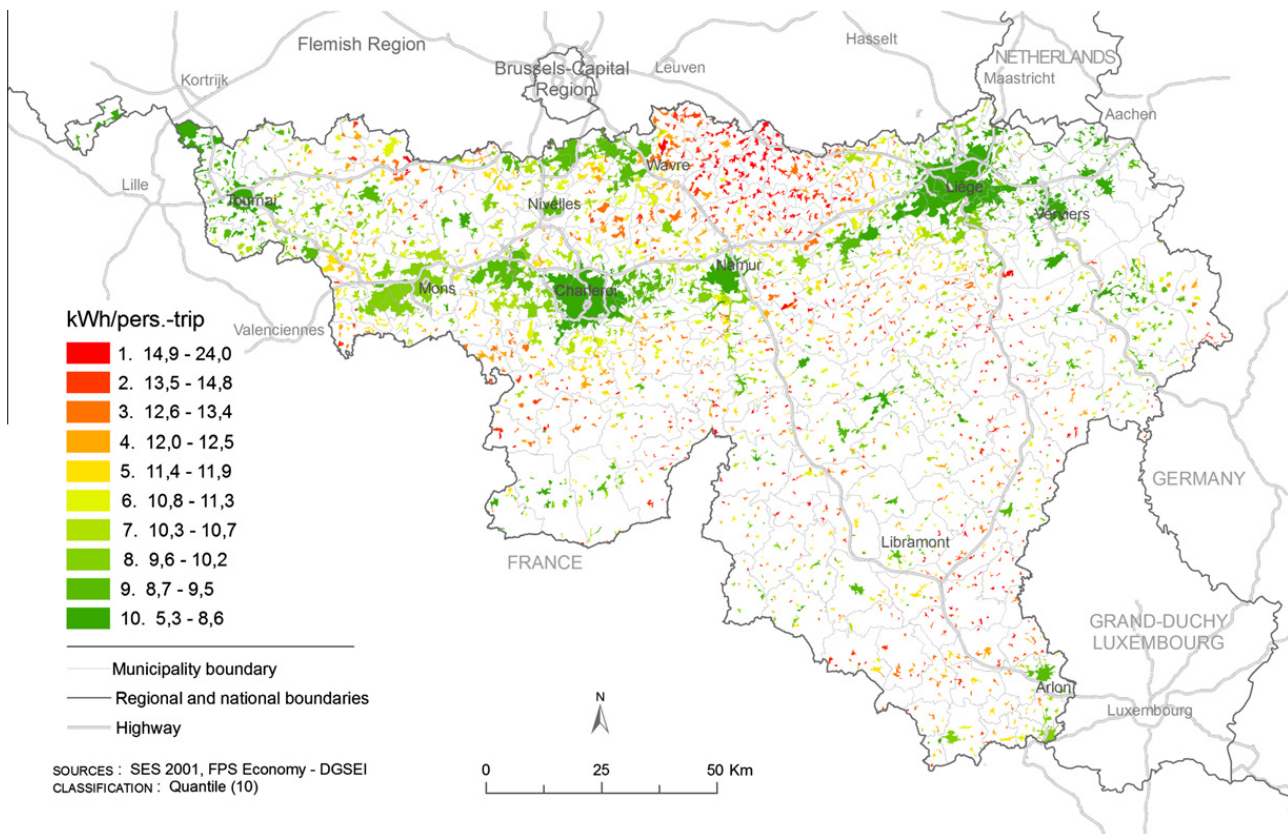 Flemish Region
Hasselt
NETHERLANDS
Kortrijk
Brussels-Capital
Region
Leuven
Maastricht
Aachen
Lille
Wavre
Tournai
Nivelles
Liège
Verviers
Namur
Mons
Charleroi
Valenciennes
kWh/pers.-trip
1. 14,9 - 24,0
2. 13,5 - 14,8
3. 12,6 - 13,4
4. 12,0 - 12,5
5. 11,4 - 11,9
6. 10,8 - 11,3
7. 10,3 - 10,7
8. 9,6 - 10,2
9. 8,7 - 9,5
10. 5,3 - 8,6
GERMANY
Libramont
FRANCE
GRAND-DUCHY
LUXEMBOURG
Municipality boundary
Regional and national boundaries
Highway
Arlon
Luxembourg
N
SOURCES : SES 2001, FPS Economy - DGSEI
CLASSIFICATION : Quantile (10)
0 25 50 Km